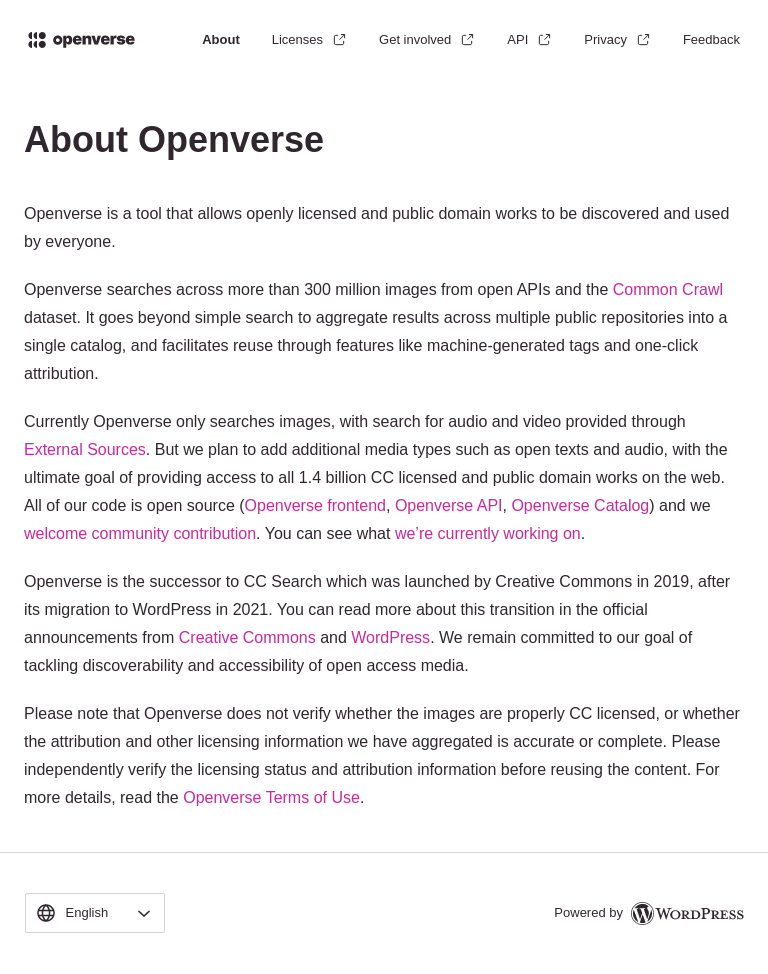 openverse About Licenses Get involved API Privacy Feedback
About Openverse
Openverse is a tool that allows openly licensed and public domain works to be discovered and used
by everyone.
Openverse searches across more than 300 million images from open APIs and the Common Crawl
dataset. It goes beyond simple search to aggregate results across multiple public repositories into a
single catalog, and facilitates reuse through features like machine-generated tags and one-click
attribution.
Currently Openverse only searches images, with search for audio and video provided through
External Sources. But we plan to add additional media types such as open texts and audio, with the
ultimate goal of providing access to all 1.4 billion CC licensed and public domain works on the web.
All of our code is open source (Openverse frontend, Openverse API, Openverse Catalog) and we
welcome community contribution. You can see what we’re currently working on.
Openverse is the successor to CC Search which was launched by Creative Commons in 2019, after
its migration to WordPress in 2021. You can read more about this transition in the official
announcements from Creative Commons and WordPress. We remain committed to our goal of
tackling discoverability and accessibility of open access media.
Please note that Openverse does not verify whether the images are properly CC licensed, or whether
the attribution and other licensing information we have aggregated is accurate or complete. Please
independently verify the licensing status and attribution information before reusing the content. For
more details, read the Openverse Terms of Use.
English Powered by WordPress